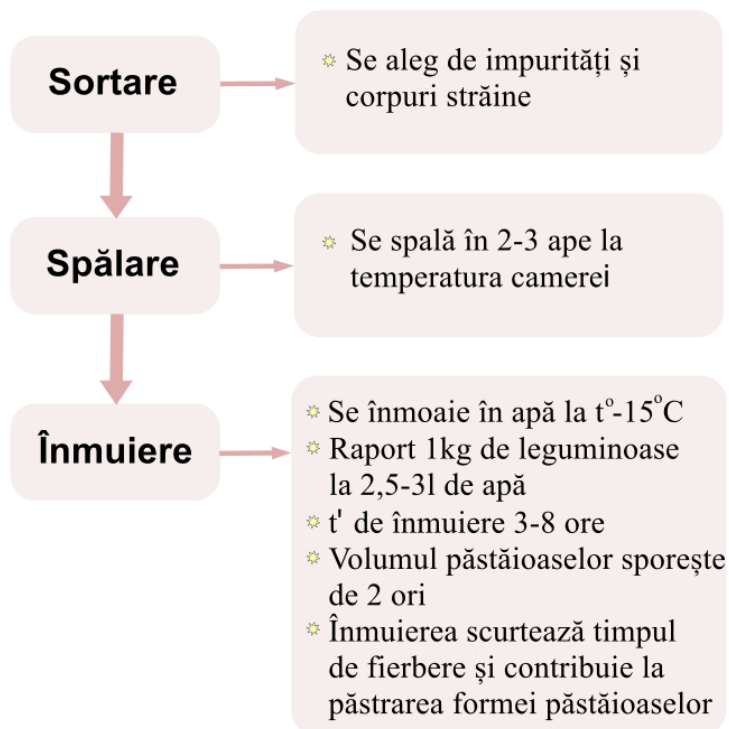 Sortare
Se aleg de impurități și
corpuri străine
Spălare
Se spală în 2-3 ape la
temperatura camerei
Înmuiere
Se înmoaie în apă la t°-15°C
Raport 1kg de leguminoase
la 2,5-3l de apă
t' de înmuiere 3-8 ore
Volumul păstăioaselor sporește
de 2 ori
Înmuierea scurtează timpul
de fierbere și contribuie la
păstrarea formei păstăioaselor